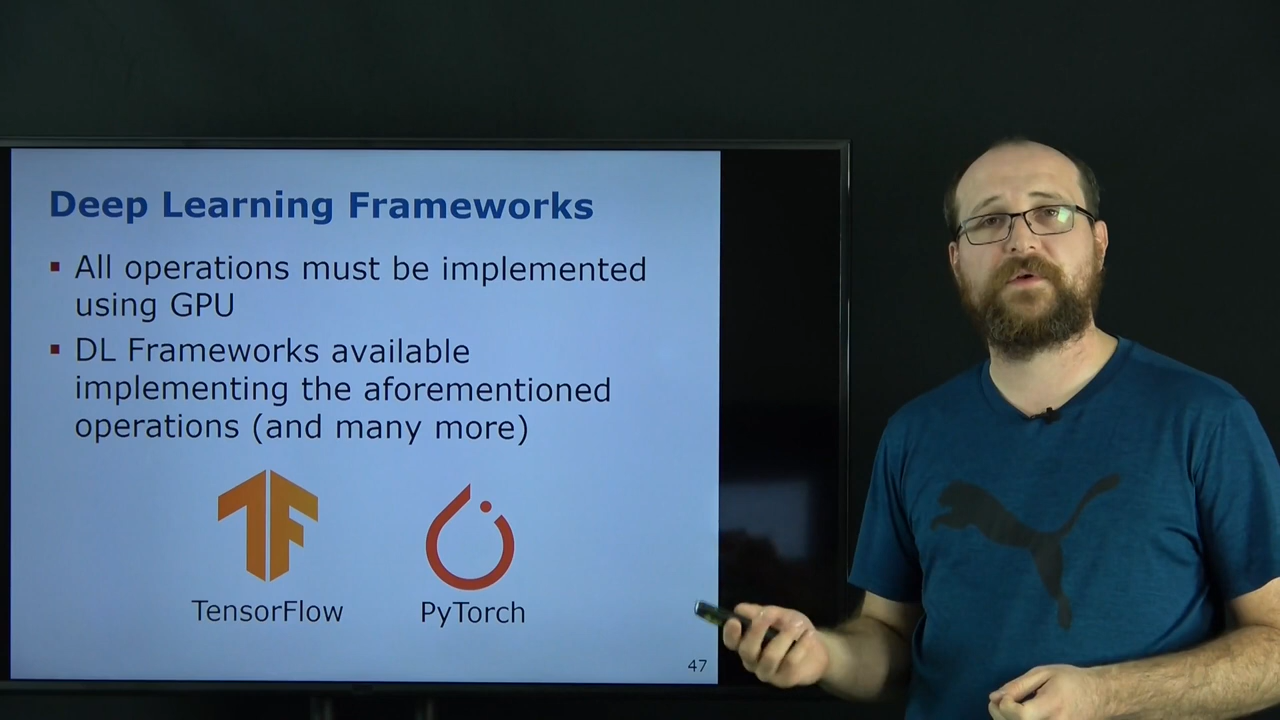 Deep Learning Frameworks
▪ All operations must be implemented
using GPU
▪ DL Frameworks available
implementing the aforementioned
operations (and many more)
TensorFlow
PyTorch
47